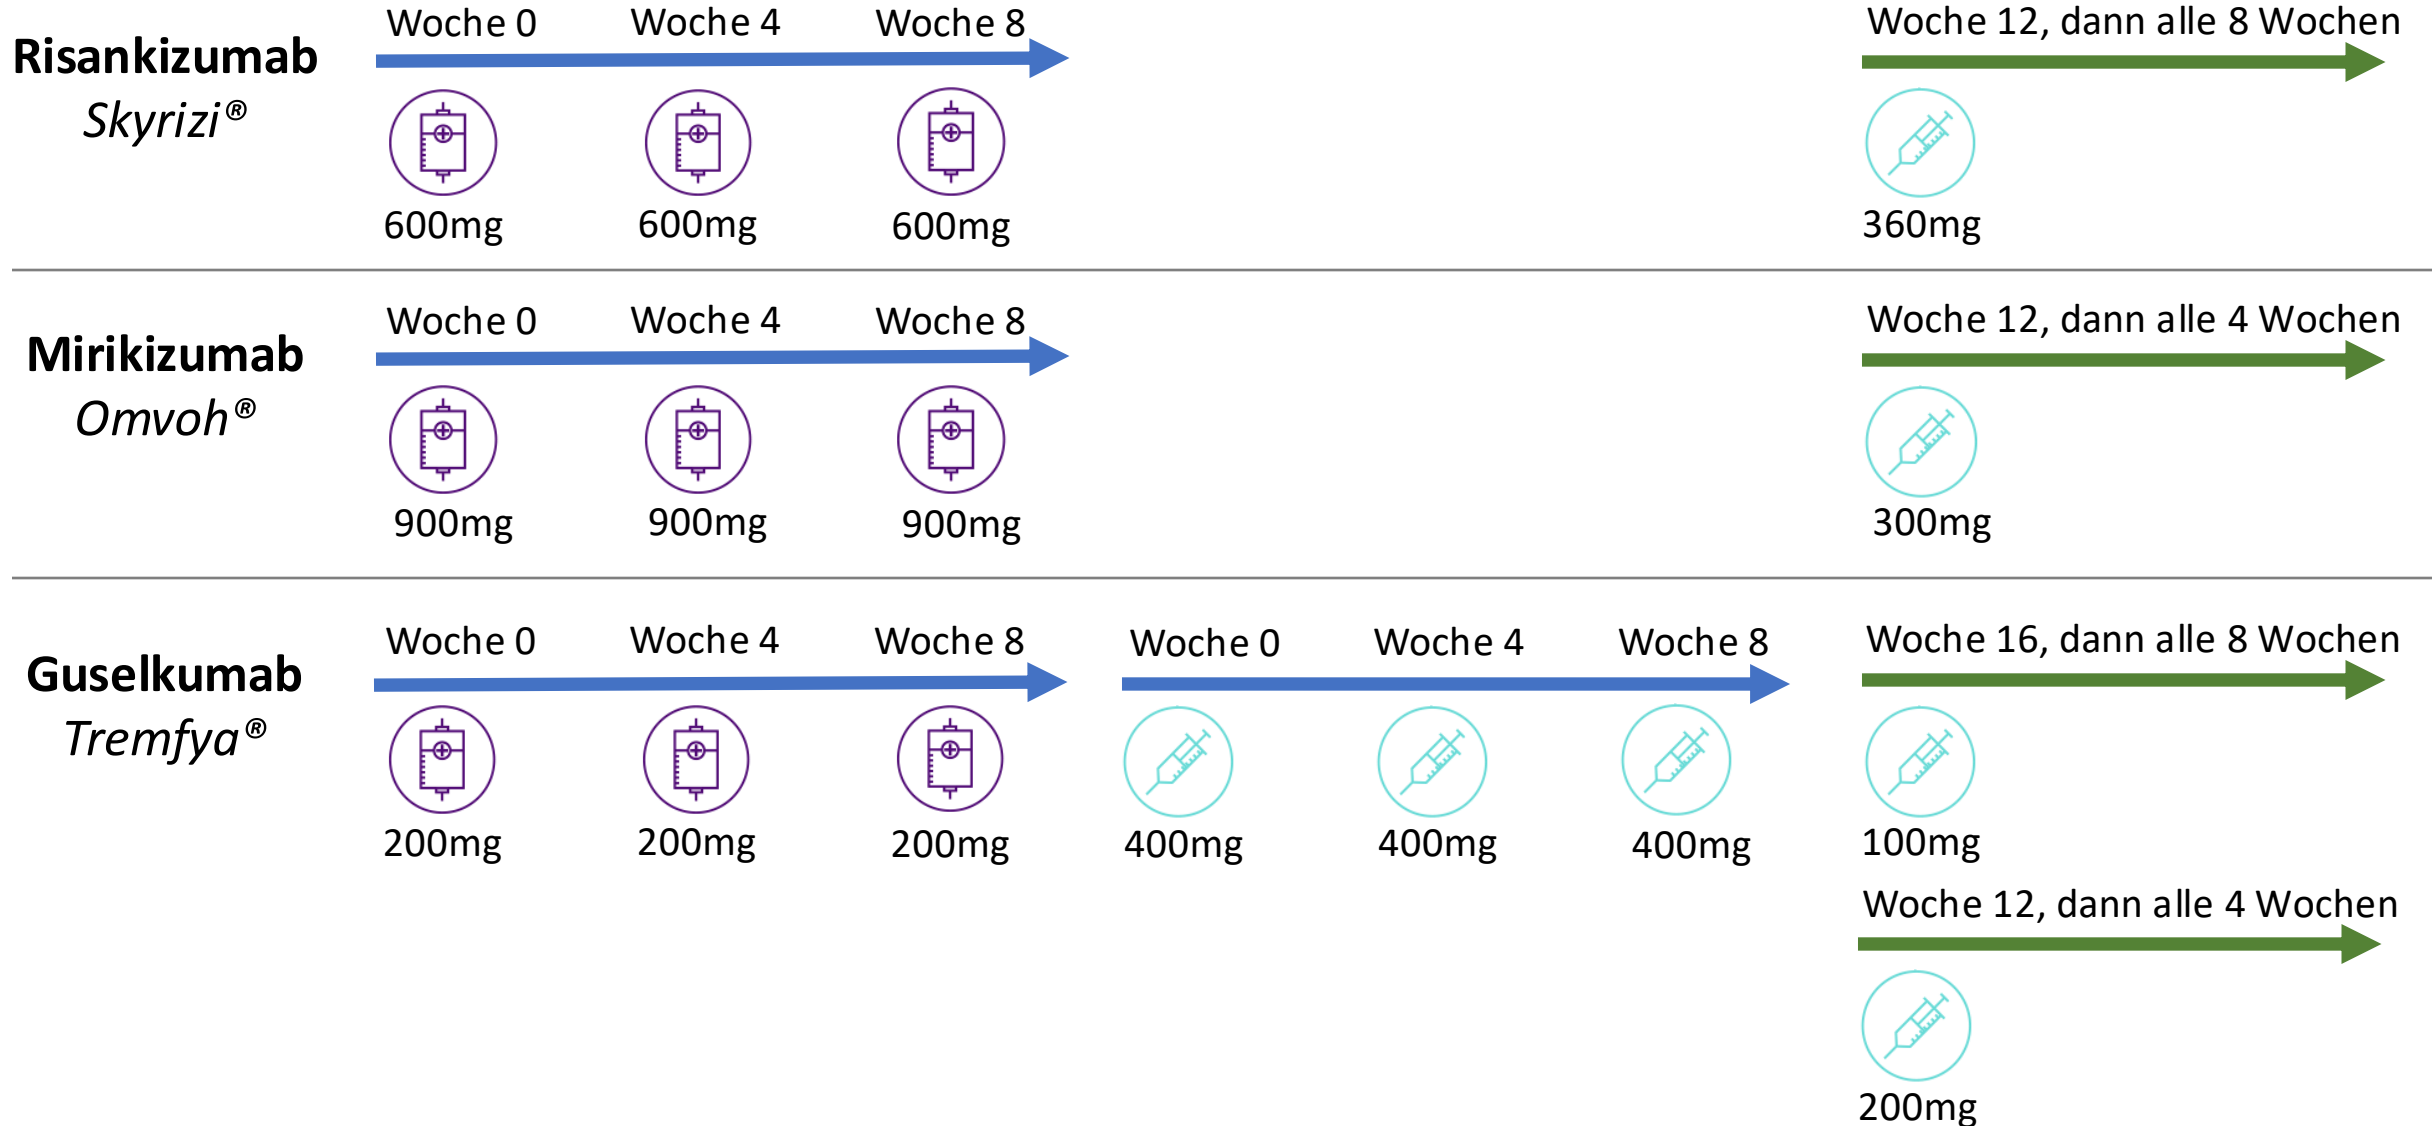 Risankizumab
Skyrizi®
Woche 0 Woche 4 Woche 8
600mg 600mg 600mg
Woche 12, dann alle 8 Wochen
360mg
Mirikizumab
Omvoh®
Woche 0 Woche 4 Woche 8
900mg 900mg 900mg
Woche 12, dann alle 4 Wochen
300mg
Guselkumab
Tremfya®
Woche 0 Woche 4 Woche 8
200mg 200mg 200mg
Woche 0 Woche 4 Woche 8
400mg 400mg 400mg
Woche 16, dann alle 8 Wochen
100mg
Woche 12, dann alle 4 Wochen
200mg